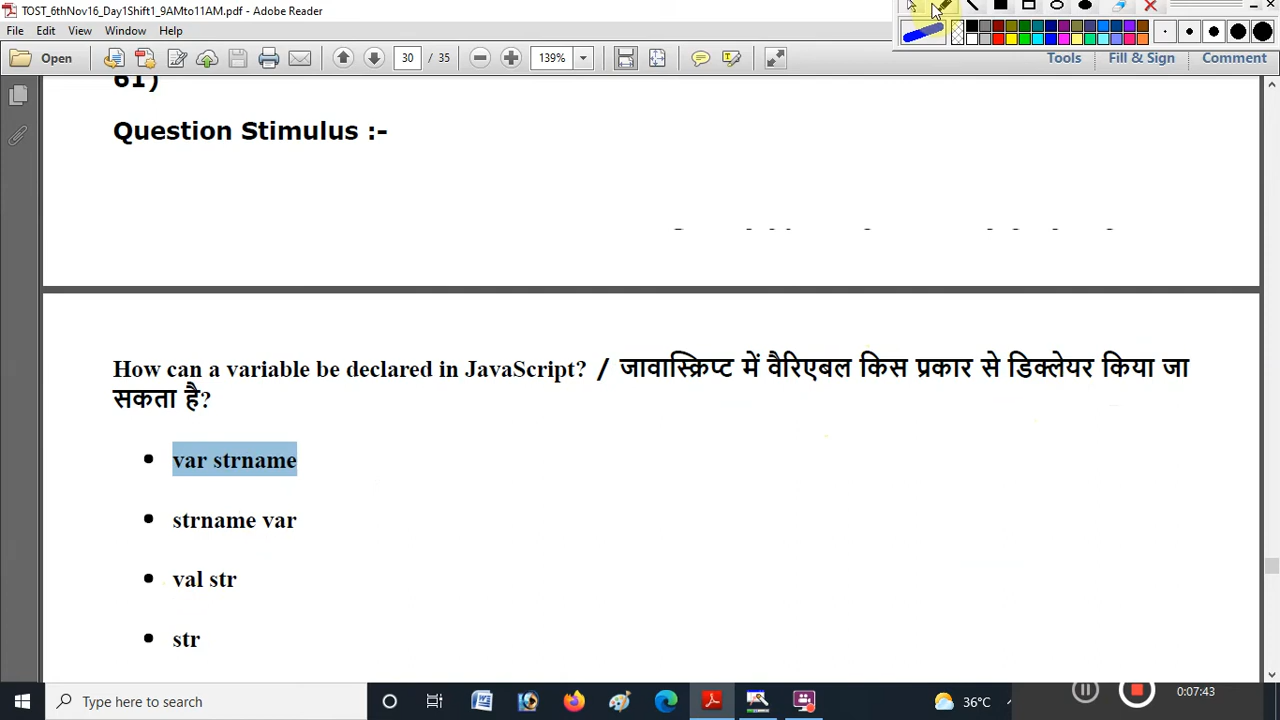 TOST_6thNov16_Day1Shift1_9AMto11AM.pdf - Adobe Reader
File Edit View Window Help
Open 30 / 35 139% Tools Fill & Sign Comment
61)
Question Stimulus :-
How can a variable be declared in JavaScript? / जावास्क्रिप्ट में वैरिएबल किस प्रकार से डिक्लेयर किया जा
सकता है?
• var strname
• strname var
• val str
• str
Type here to search 36°C 0:07:43